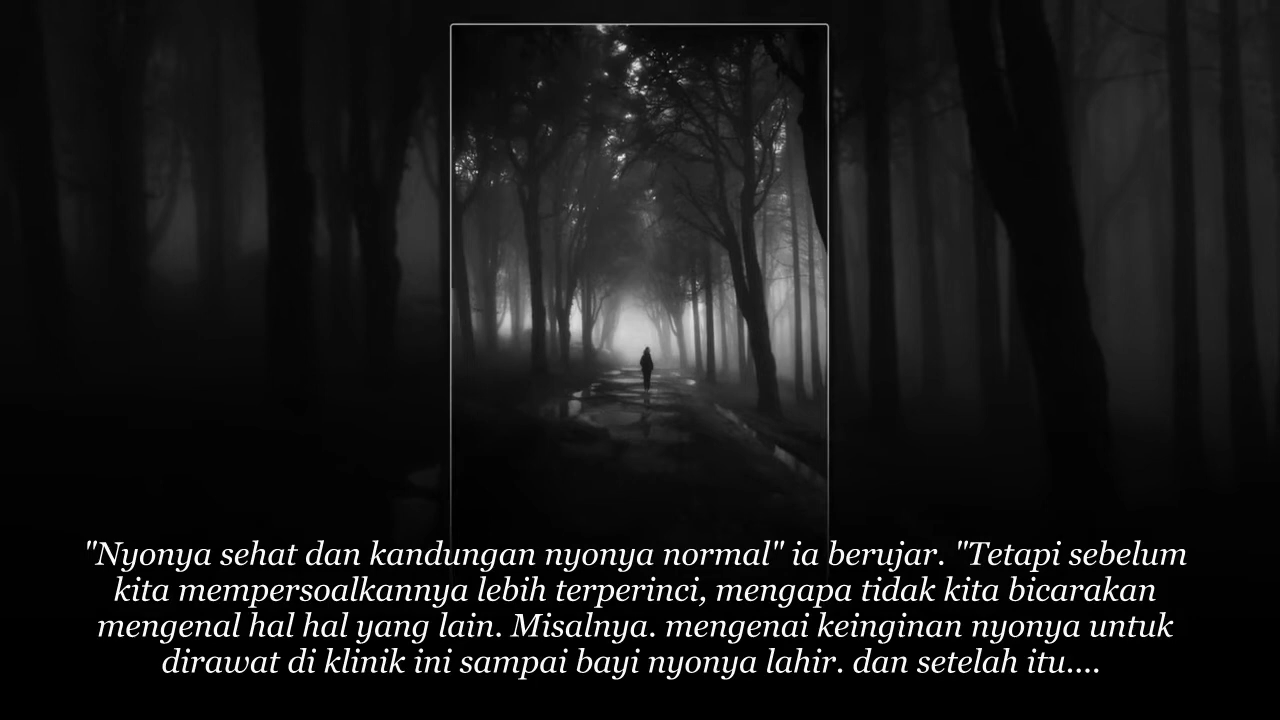 "Nyonya sehat dan kandungan nyonya normal" ia berujar. "Tetapi sebelum
kita mempersoalkannya lebih terperinci, mengapa tidak kita bicarakan
mengenal hal hal yang lain. Misalnya. mengenai keinginan nyonya untuk
dirawat di klinik ini sampai bayi nyonya lahir. dan setelah itu....